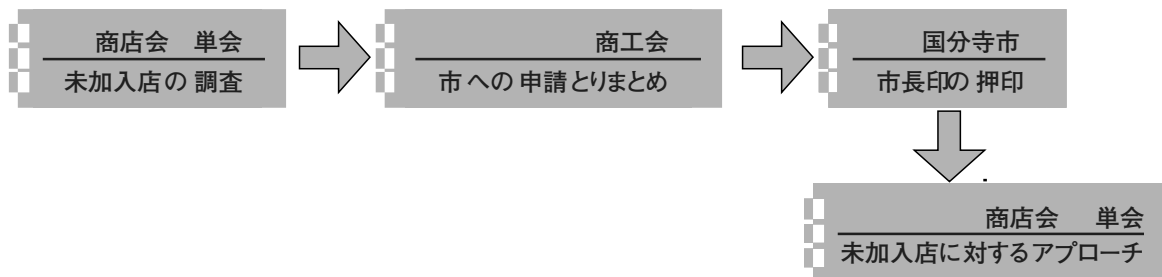 商店会　単会
未加入店の調査
商工会
市への申請とりまとめ
国分寺市
市長印の押印
商店会　単会
未加入店に対するアプローチ